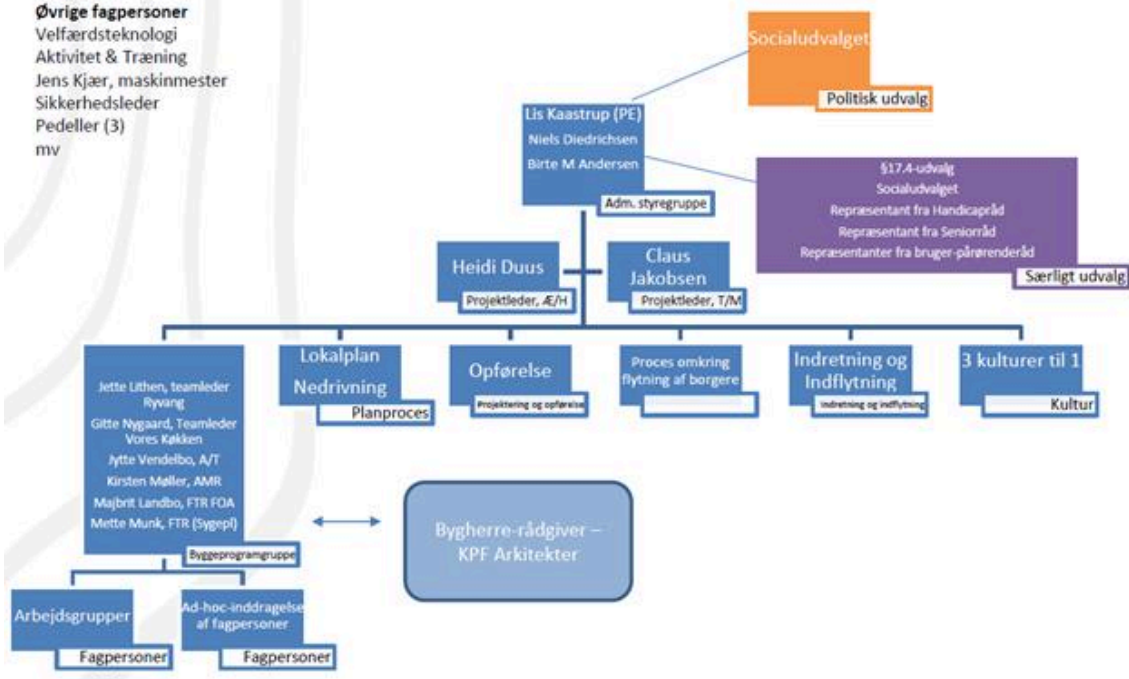 Øvrige fagpersoner
Velfærdsteknologi
Aktivitet & Træning
Jens Kjær, maskinmester
Sikkerhedsleder
Pedeller (3)
mv
Socialudvalget
Politisk udvalg
Lis Kaastrup (PE)
Niels Diedrichsen
Birte M Andersen
Adm. styregruppe
§17.4-udvalg
Socialudvalget
Repræsentant fra Handicapråd
Repræsentant fra Seniorråd
Repræsentanter fra bruger-pårørenderåd
Særligt udvalg
Heidi Duus
Projektleder, Æ/H
Claus
Jakobsen
Projektleder, T/M
Jette Lithen, teamleder
Ryvang
Gitte Nygaard, Teamleder
Vores Køkken
Jytte Vendelbo, A/T
Kirsten Møller, AMR
Majbrit Landbo, FTR FOA
Mette Munk, FTR (Sygepl)
Byggeprogramgruppe
Lokalplan
Nedrivning
Planproces
Opførelse
Projektering og opførelse
Proces omkring
flytning af borgere
Indretning og
Indflytning
Indretning og indflytning
3 kulturer til 1
Kultur
Bygherre-rådgiver –
KPF Arkitekter
Arbejdsgrupper
Fagpersoner
Ad-hoc-inddragelse
af fagpersoner
Fagpersoner